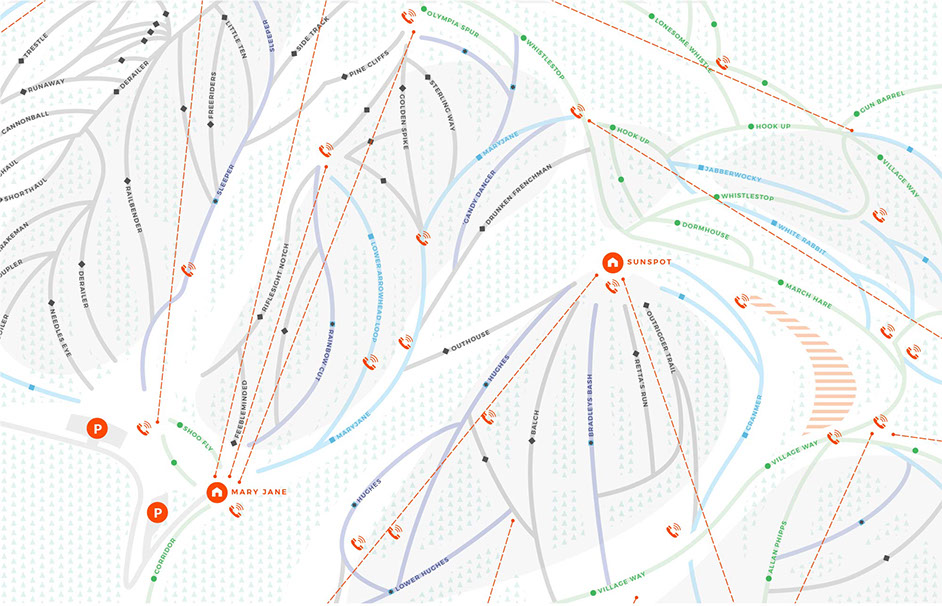 OLYMPIA SPUR
LONESOME WHISTLE
TRESTLE
LITTLE TEN
SLEEPER
SIDE TRACK
PINE CLIFFS
WHISTLESTOP
RUNAWAY
DERAILER
FREERIDERS
GOLDEN SPIKE
STERLING WAY
GUN BARREL
CANNONBALL
HOOK UP
HOOK UP
MARYJANE
HAUL
SHORTHAUL
RAILBENDER
SLEEPER
CANDY DANCER
DRUNKEN FRENCHMAN
JABBERWOCKY
VILLAGE WAY
WHISTLESTOP
RAKEMAN
DORMHOUSE
WHITE RABBIT
OUPLER
DERAILER
RIFLESIGHT NOTCH
LOWER ARROWHEAD LOOP
SUNSPOT
MARCH HARE
NEEDLES EYE
RAINBOW CUT
OUTHOUSE
OUTRIGGER TRAIL
HUGHES
RETTA'S RUN
FEEBLEMINDED
BALCH
BRADLEYS BASH
CRANMER
P
SHOO FLY
MARYJANE
VILLAGE WAY
HUGHES
MARY JANE
P
CORRIDOR
ALLAN PHIPPS
LOWER HUGHES
VILLAGE WAY